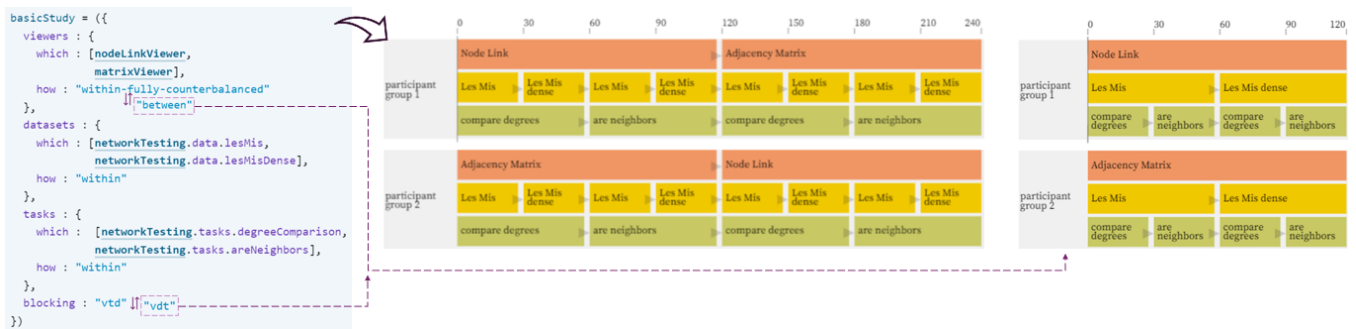 basicStudy = ({
viewers : {
which : [nodeLinkViewer,
matrixViewer],
how : "within-fully-counterbalanced"
"between"
},
datasets : {
which : [networkTesting.data.lesMis,
networkTesting.data.lesMisDense],
how : "within"
},
tasks : {
which : [networkTesting.tasks.degreeComparison,
networkTesting.tasks.areNeighbors],
how : "within"
},
blocking : "vtd" "vdt"
})
0 30 60 90 120 150 180 210 240
participant
group 1
Node Link Adjacency Matrix
Les Mis Les Mis dense Les Mis Les Mis dense Les Mis Les Mis dense Les Mis Les Mis dense
compare degrees are neighbors compare degrees are neighbors
participant
group 2
Adjacency Matrix Node Link
Les Mis Les Mis dense Les Mis Les Mis dense Les Mis Les Mis dense Les Mis Les Mis dense
compare degrees are neighbors compare degrees are neighbors
0 30 60 90 120
participant
group 1
Node Link
Les Mis Les Mis dense
compare degrees are neighbors compare degrees are neighbors
participant
group 2
Adjacency Matrix
Les Mis Les Mis dense
compare degrees are neighbors compare degrees are neighbors